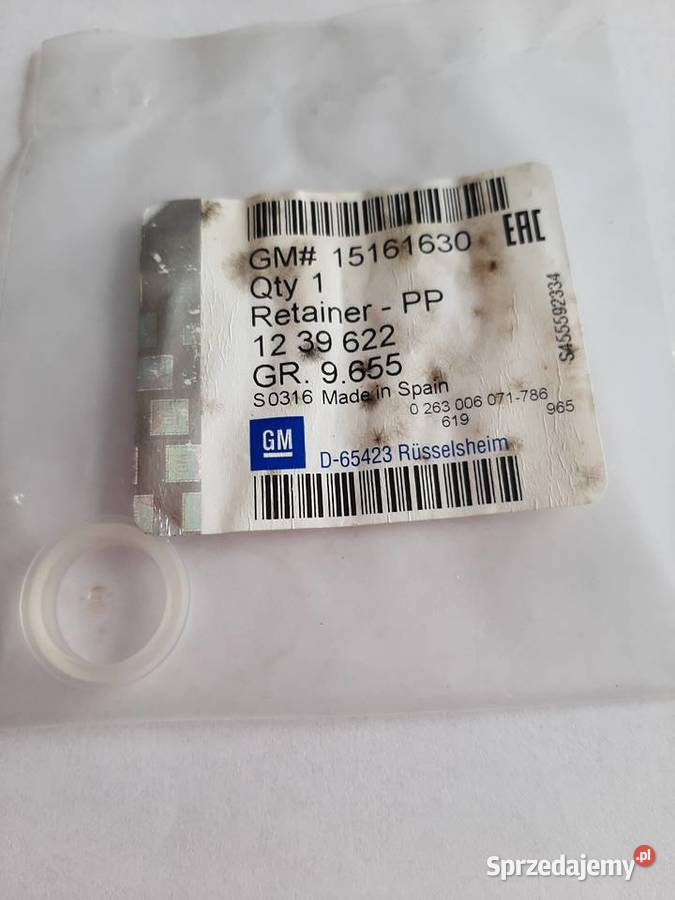 GM# 15161630
EAC
Qty 1
Retainer - PP
12 39 622
GR. 9.655
S0316 Made in Spain
0 263 006 071-786
619
965
S455592334
GM
D-65423 Rüsselsheim
Sprzedajemy.pl